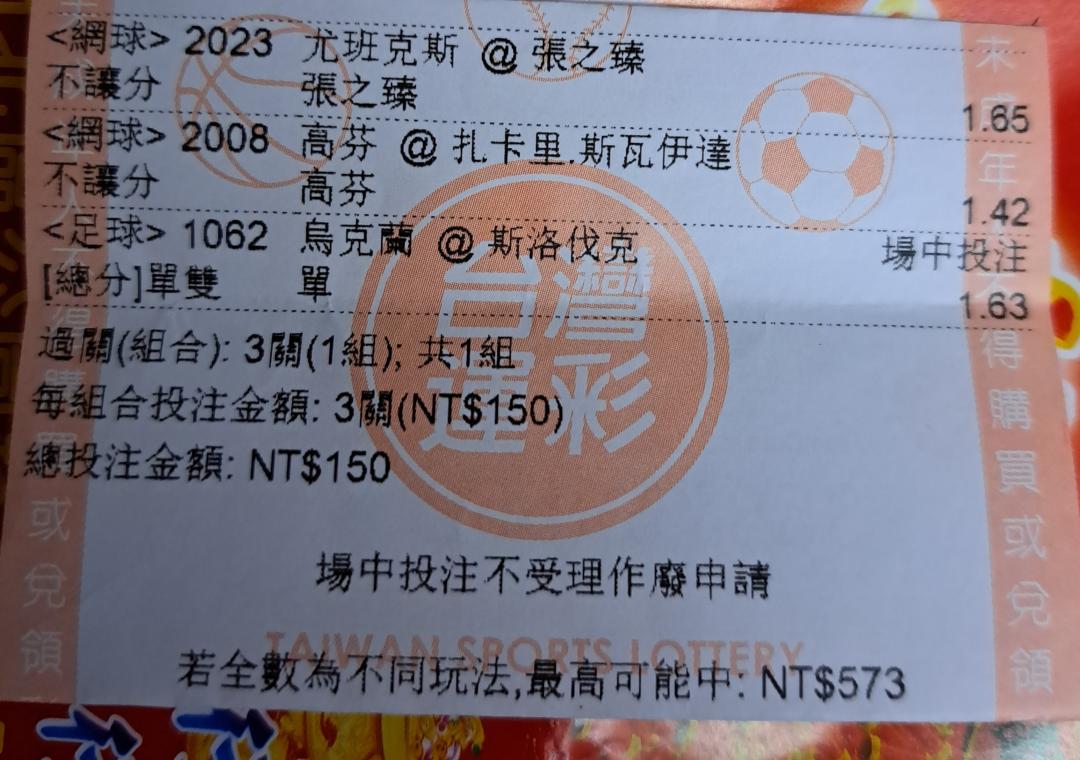 <網球> 2023 尤班克斯 @ 張之臻
不讓分 張之臻 1.65
<網球> 2008 高芬 @ 扎卡里.斯瓦伊達
不讓分 高芬 1.42
<足球> 1062 烏克蘭 @ 斯洛伐克 場中投注
[總分]單雙 單 1.63
過關(組合): 3關(1組); 共1組
每組合投注金額: 3關(NT$150)
總投注金額: NT$150
台灣
運彩
場中投注不受理作廢申請
TAIWAN SPORTS LOTTERY
若全數為不同玩法,最高可能中: NT$573
未成年人不得購買或兌領